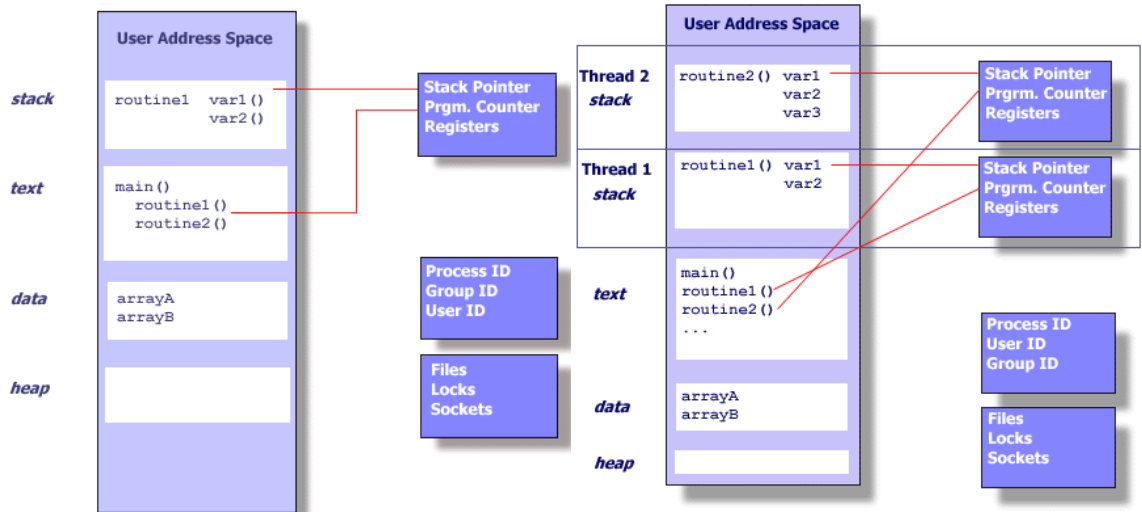 User Address Space
stack
routine1 var1()
var2()
Stack Pointer
Prgm. Counter
Registers
text
main()
routine1()
routine2()
data
arrayA
arrayB
Process ID
Group ID
User ID
heap
Files
Locks
Sockets
User Address Space
Thread 2
stack
routine2() var1
var2
var3
Stack Pointer
Prgrm. Counter
Registers
Thread 1
stack
routine1() var1
var2
Stack Pointer
Prgrm. Counter
Registers
text
main()
routine1()
routine2()
...
Process ID
User ID
Group ID
data
arrayA
arrayB
Files
Locks
Sockets
heap